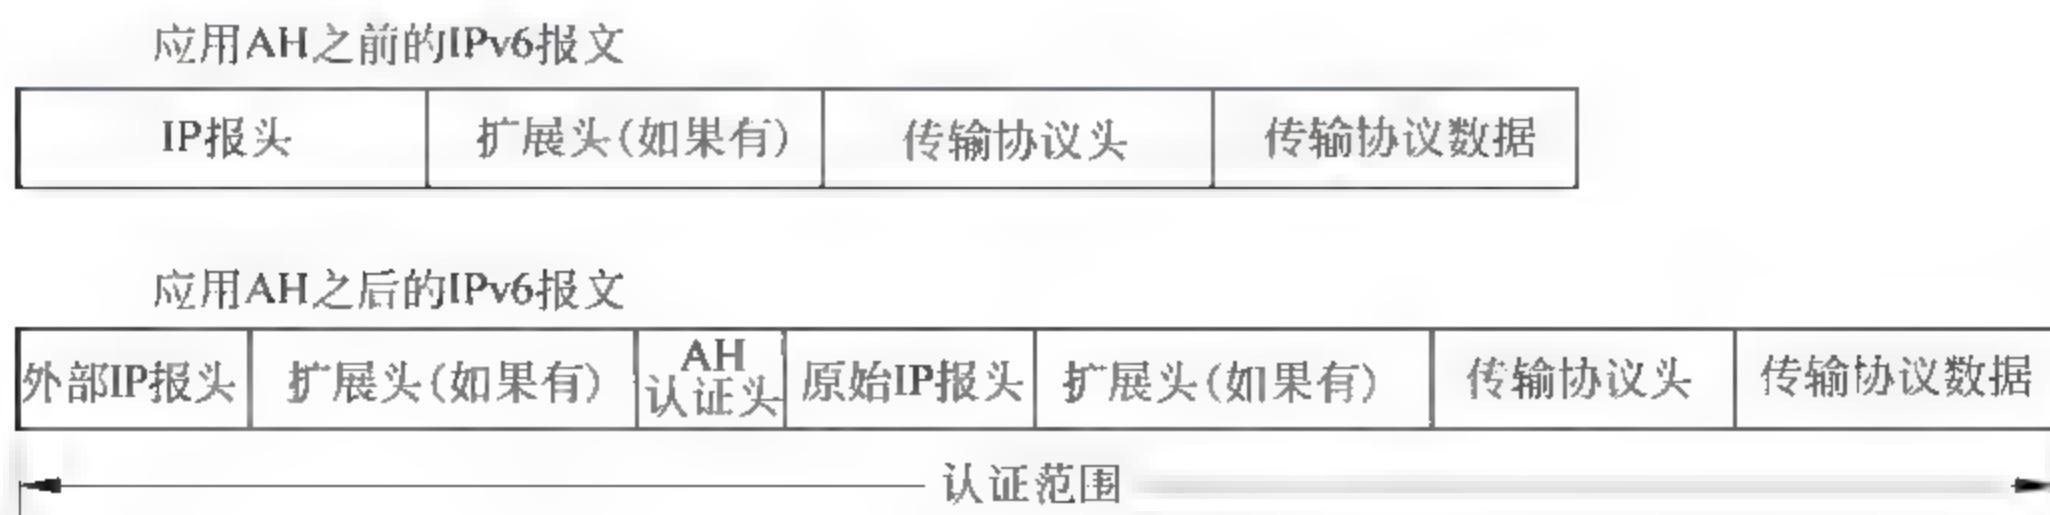 应用AH之前的IPv6报文
IP报头 扩展头(如果有) 传输协议头 传输协议数据
应用AH之后的IPv6报文
外部IP报头 扩展头(如果有) AH认证头 原始IP报头 扩展头(如果有) 传输协议头 传输协议数据
认证范围